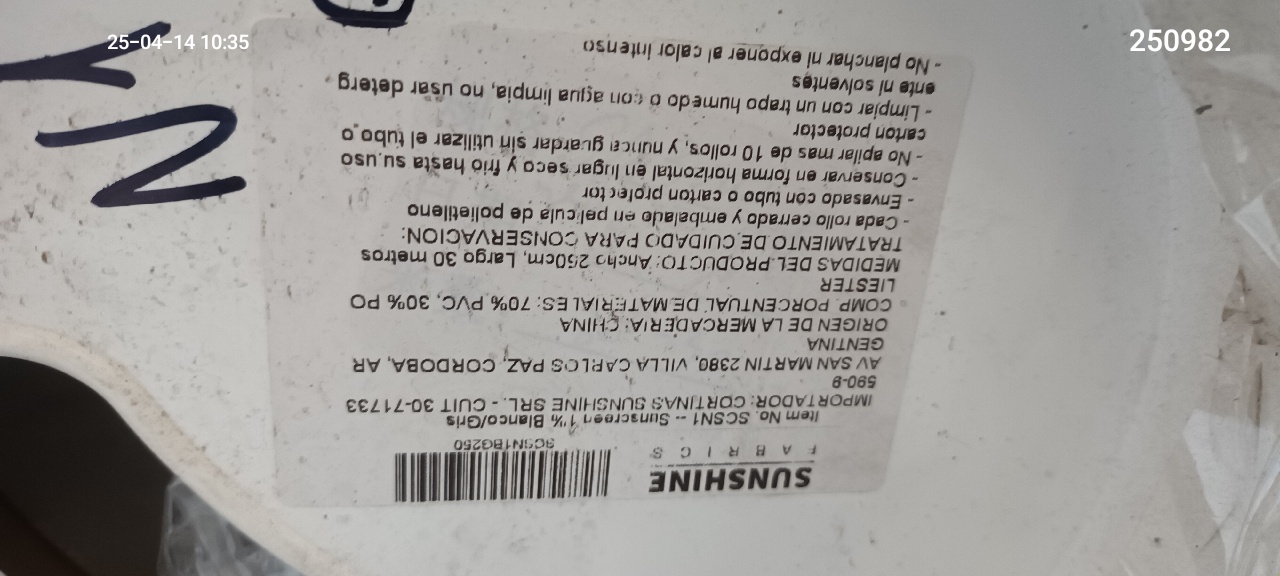 25-04-14 10:35
250982
SUNSHINE
FABRICS
SCSN1BG250
Item No. SCSN1 -- Sunscreen 1% Blanco/Gris
IMPORTADOR: CORTINAS SUNSHINE SRL. - CUIT 30-71733
590-9
AV SAN MARTIN 2380, VILLA CARLOS PAZ, CORDOBA, AR
GENTINA
ORIGEN DE LA MERCADERIA: CHINA
COMP. PORCENTUAL DE MATERIALES: 70% PVC, 30% PO
LIESTER
MEDIDAS DEL PRODUCTO: Ancho 250cm, Largo 30 metros
TRATAMIENTO DE CUIDADO PARA CONSERVACION:
- Cada rollo cerrado y embalado en pelicula de polietileno
- Envasado con tubo o carton protector
- Conservar en forma horizontal en lugar seco y frio hasta su uso
- No apilar mas de 10 rollos, y nunca guardar sin utilizar el tubo o
carton protector
- Limpiar con un trapo humedo o con agua limpia, no usar deterg
ente ni solventes
- No planchar ni exponer al calor intenso